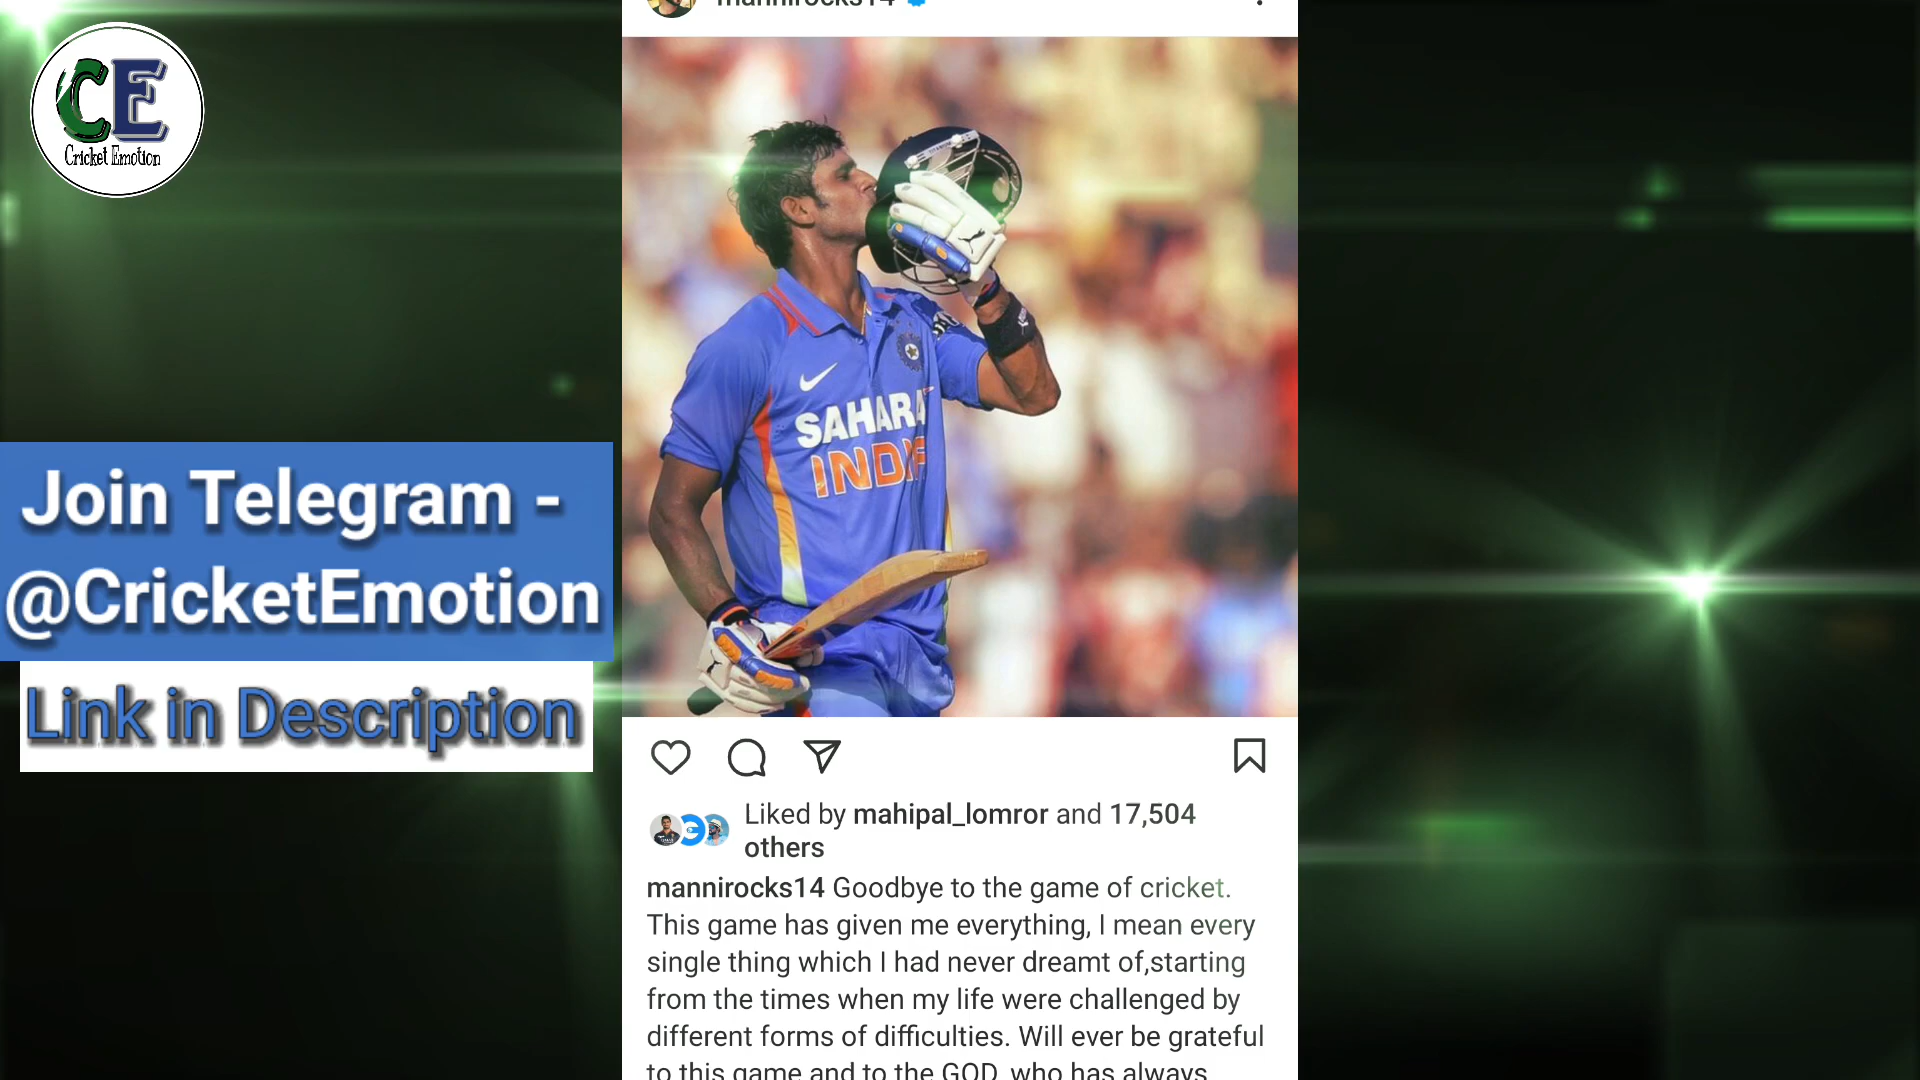 mannirocks14
CE
Cricket Emotion
SAHARA
INDIA
Join Telegram -
@CricketEmotion
Link in Description
Liked by mahipal_lomror and 17,504
others
mannirocks14 Goodbye to the game of cricket.
This game has given me everything, I mean every
single thing which I had never dreamt of,starting
from the times when my life were challenged by
different forms of difficulties. Will ever be grateful
to this game and to the GOD, who has always